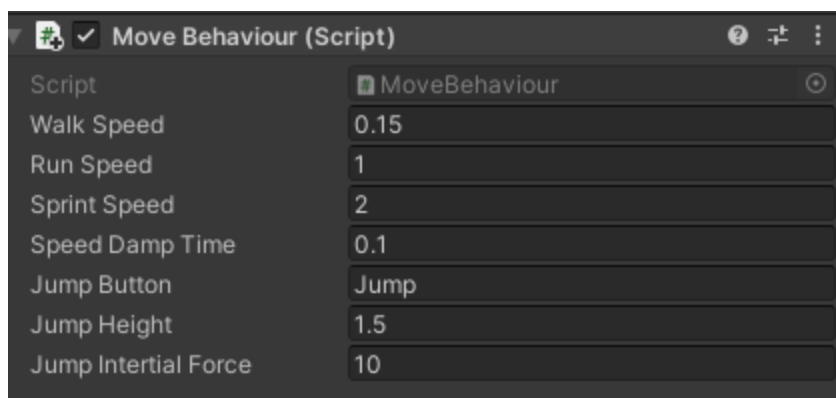 Move Behaviour (Script)
Script MoveBehaviour
Walk Speed 0.15
Run Speed 1
Sprint Speed 2
Speed Damp Time 0.1
Jump Button Jump
Jump Height 1.5
Jump Intertial Force 10